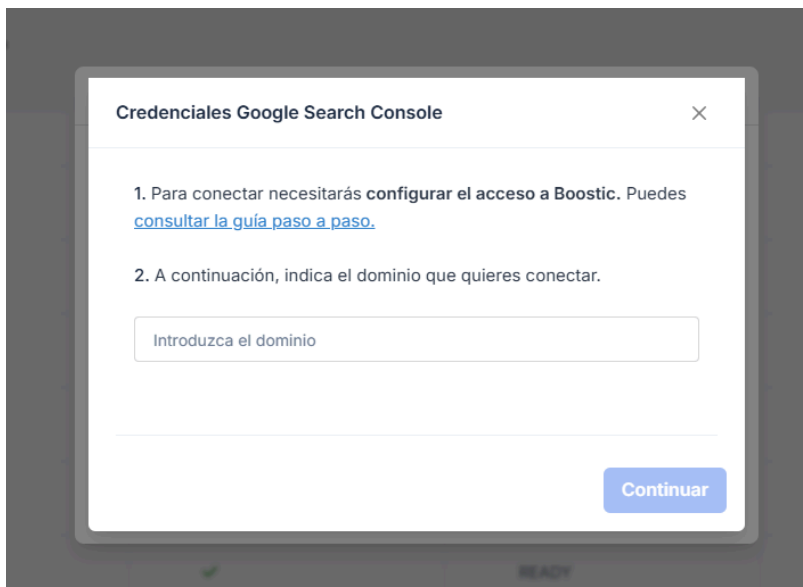 Credenciales Google Search Console
1. Para conectar necesitarás configurar el acceso a Boostic. Puedes
consultar la guía paso a paso.
2. A continuación, indica el dominio que quieres conectar.
Introduzca el dominio
Continuar
READY